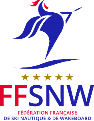 FFSNW
FÉDÉRATION FRANÇAISE
DE SKI NAUTIQUE & DE WAKEBOARD